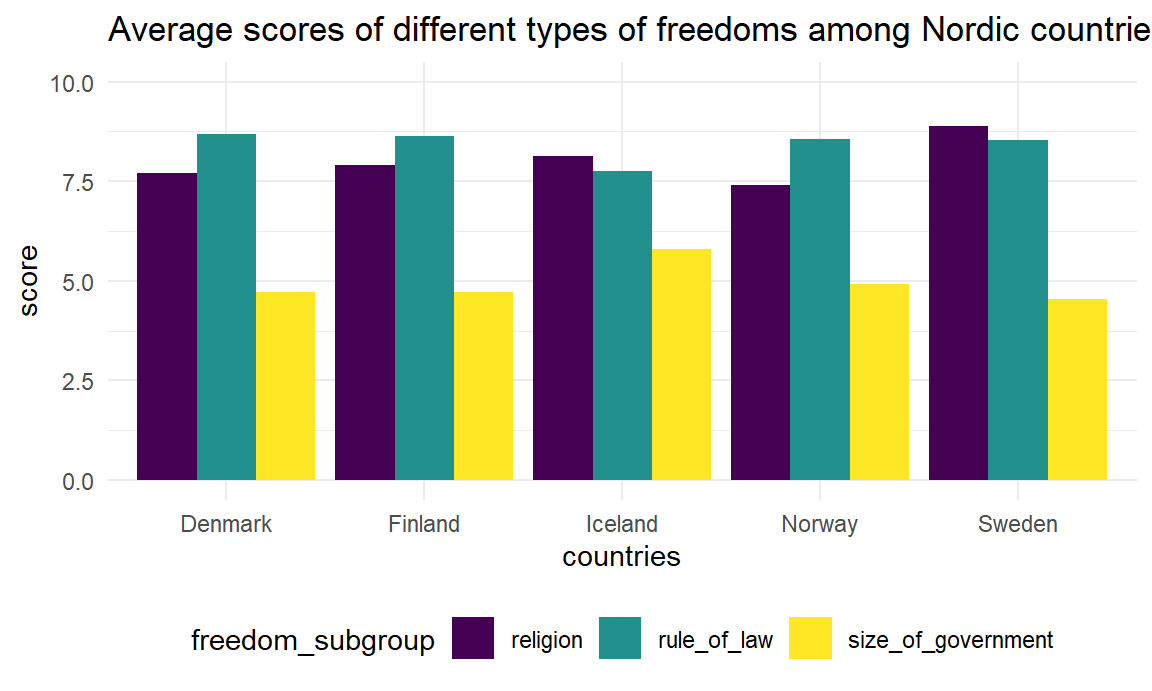 Average scores of different types of freedoms among Nordic countrie
10.0
7.5
5.0
2.5
0.0
score
Denmark Finland Iceland Norway Sweden
countries
freedom_subgroup religion rule_of_law size_of_government